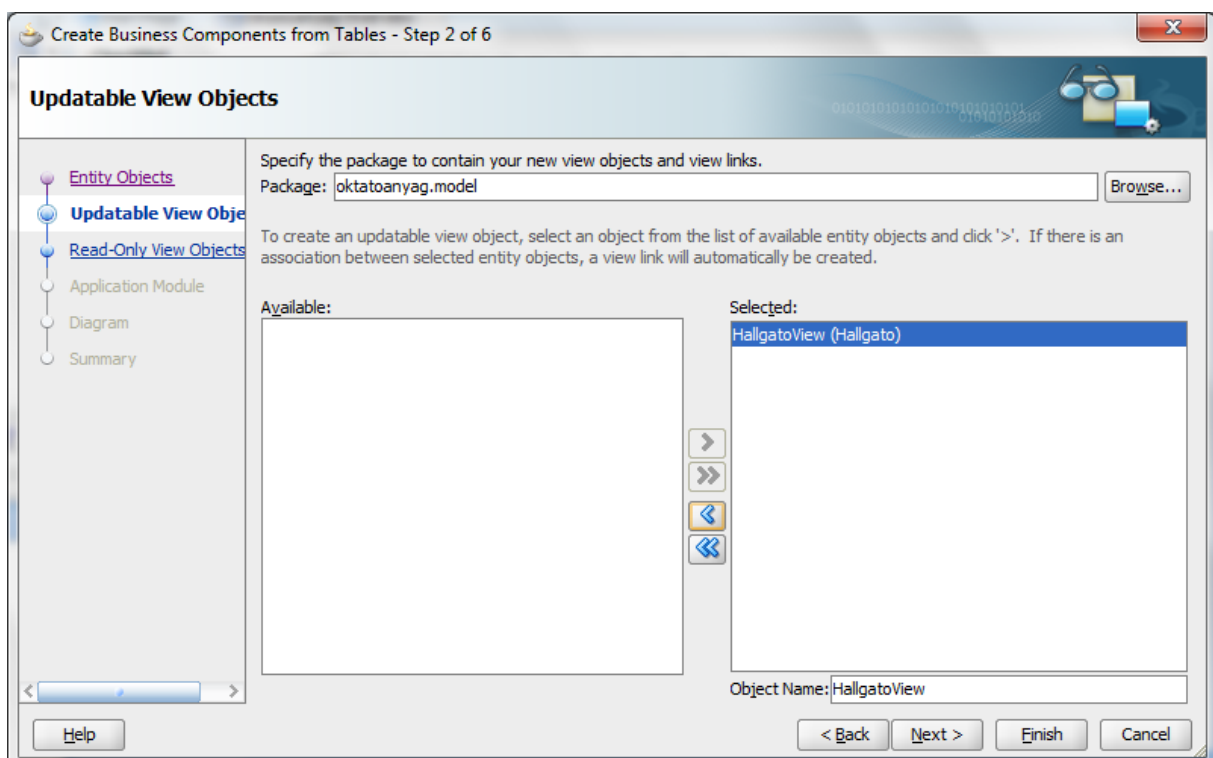 Create Business Components from Tables - Step 2 of 6
Updatable View Objects
Entity Objects
Updatable View Obje
Read-Only View Objects
Application Module
Diagram
Summary
Specify the package to contain your new view objects and view links.
Package: oktatoanyag.model Browse...
To create an updatable view object, select an object from the list of available entity objects and click '>'. If there is an
association between selected entity objects, a view link will automatically be created.
Available:
Selected:
HallgatoView (Hallgato)
Object Name: HallgatoView
Help < Back Next > Finish Cancel